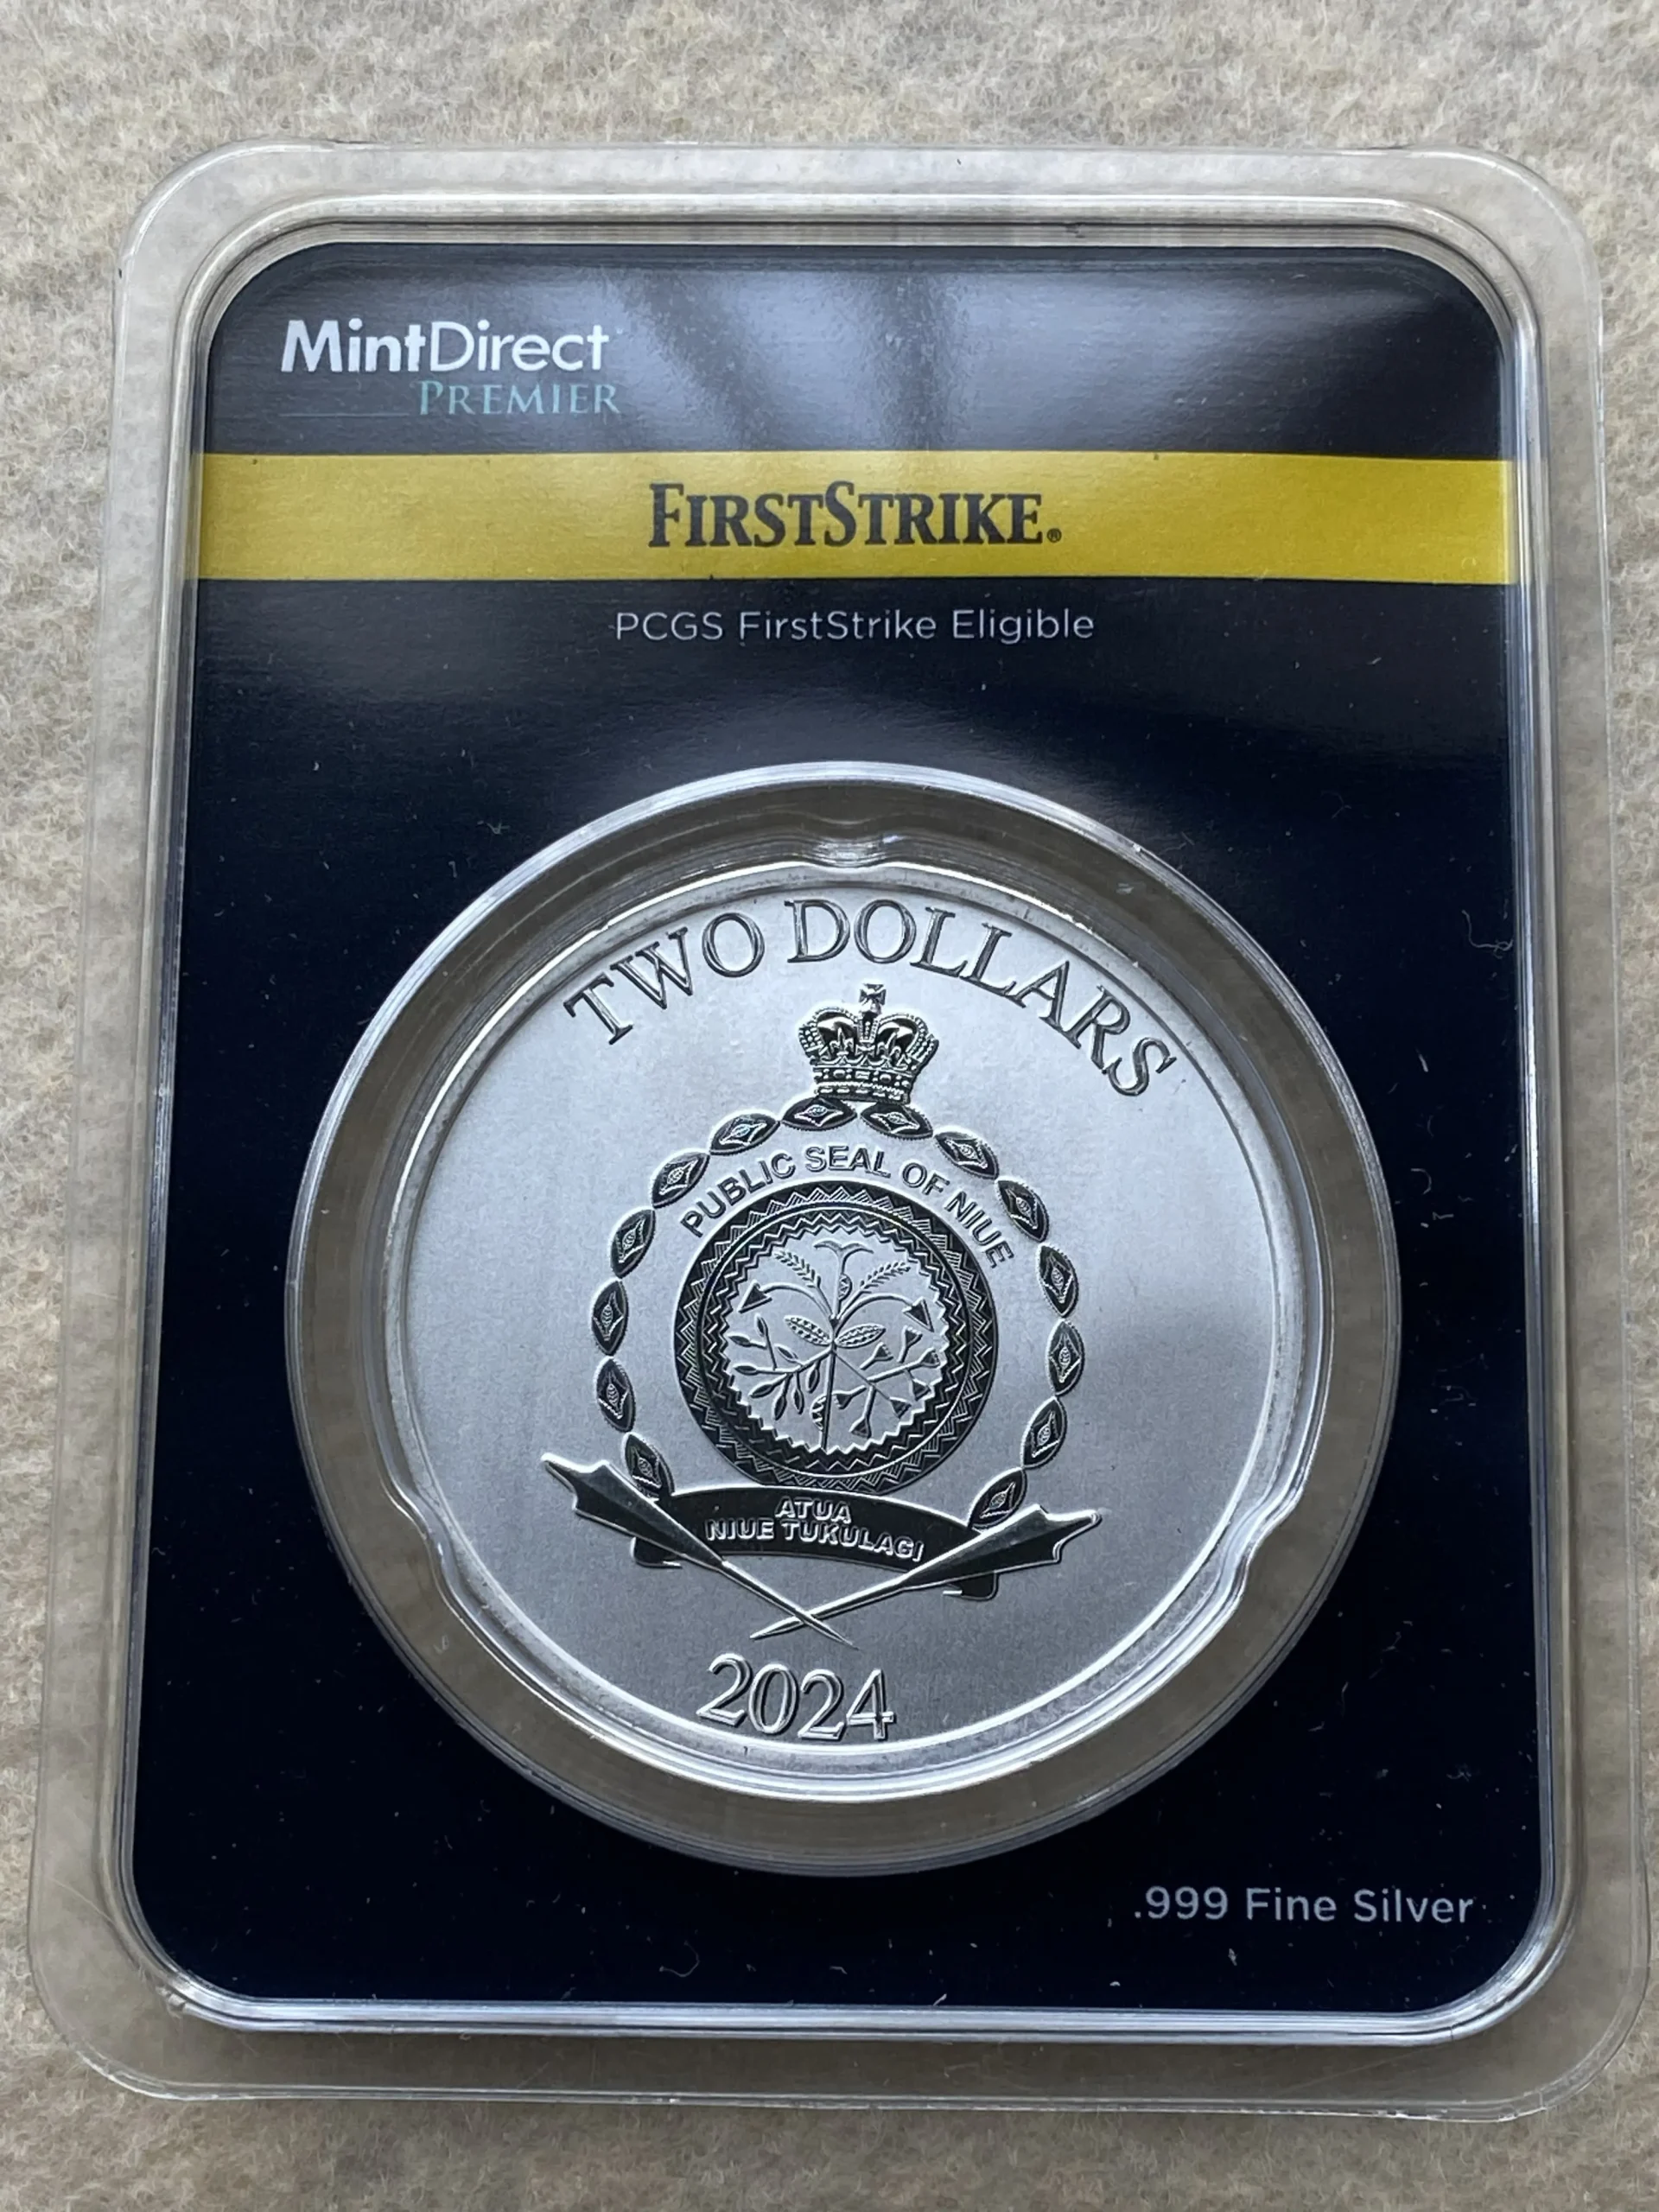 MintDirect
PREMIER
FIRSTSTRIKE®
PCGS FirstStrike Eligible
TWO DOLLARS
PUBLIC SEAL OF NIUE
ATUA
NIUE TUKULAGI
2024
.999 Fine Silver